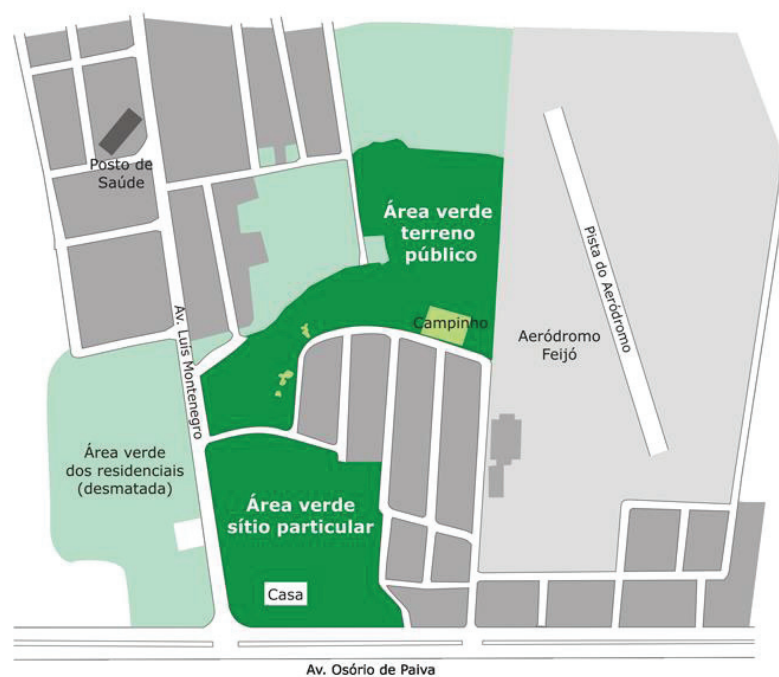 Posto de
Saúde
Área verde
terreno
público
Pista do Aeródromo
Campinho
Av. Luís Montenegro
Aeródromo
Feijó
Área verde
dos residenciais
(desmatada)
Área verde
sítio particular
Casa
Av. Osório de Paiva